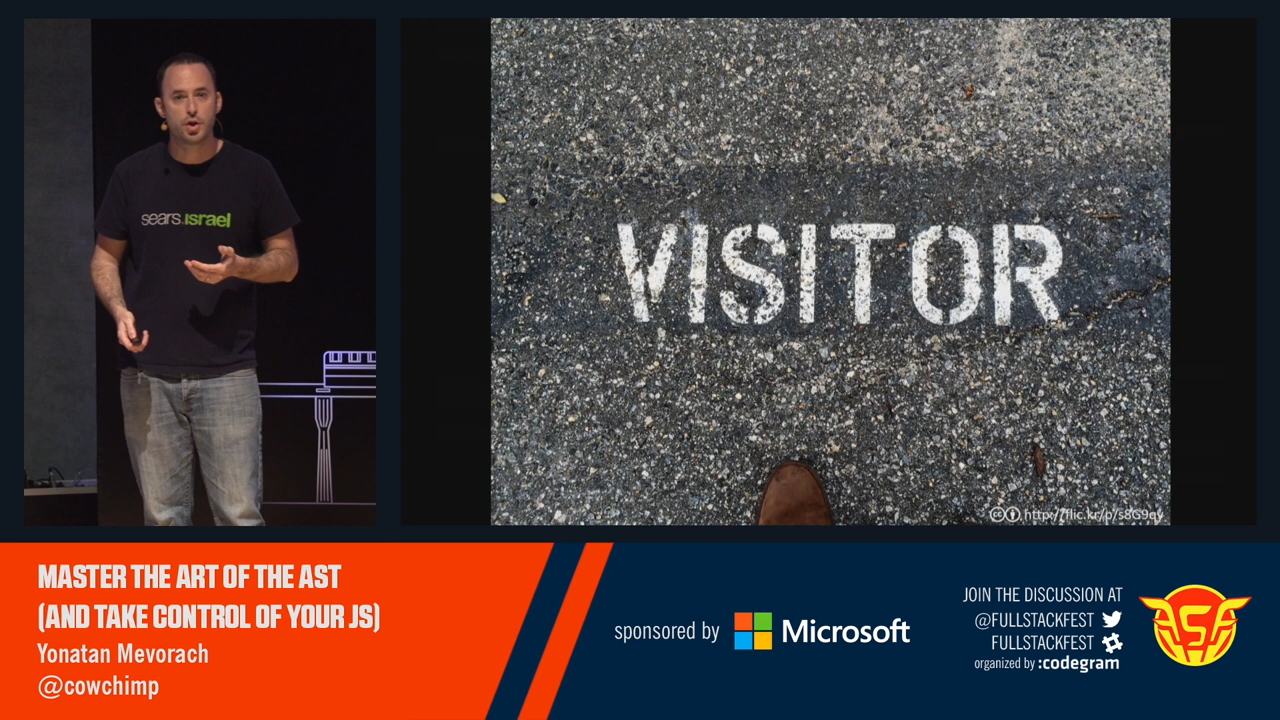 sears.israel
VISITOR
http://flic.kr/p/s8G9qy
MASTER THE ART OF THE AST
(AND TAKE CONTROL OF YOUR JS)
Yonatan Mevorach
@cowchimp
sponsored by Microsoft
JOIN THE DISCUSSION AT
@FULLSTACKFEST
FULLSTACKFEST
organized by :codegram
FSF